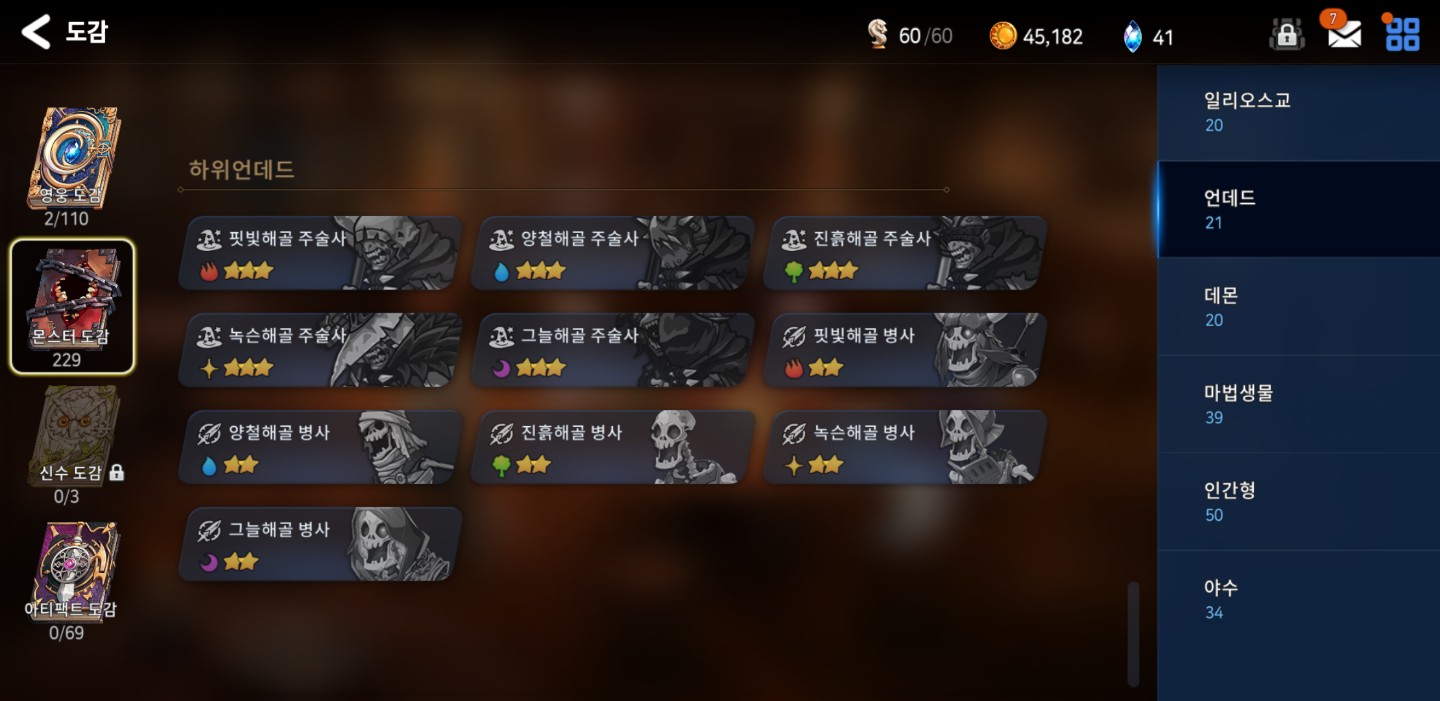 도감
60/60
45,182
41
7
영웅 도감
2/110
몬스터 도감
229
신수 도감
0/3
아티팩트 도감
0/69
하위언데드
핏빛해골 주술사
양철해골 주술사
진흙해골 주술사
녹슨해골 주술사
그늘해골 주술사
핏빛해골 병사
양철해골 병사
진흙해골 병사
녹슨해골 병사
그늘해골 병사
일리오스교
20
언데드
21
데몬
20
마법생물
39
인간형
50
야수
34